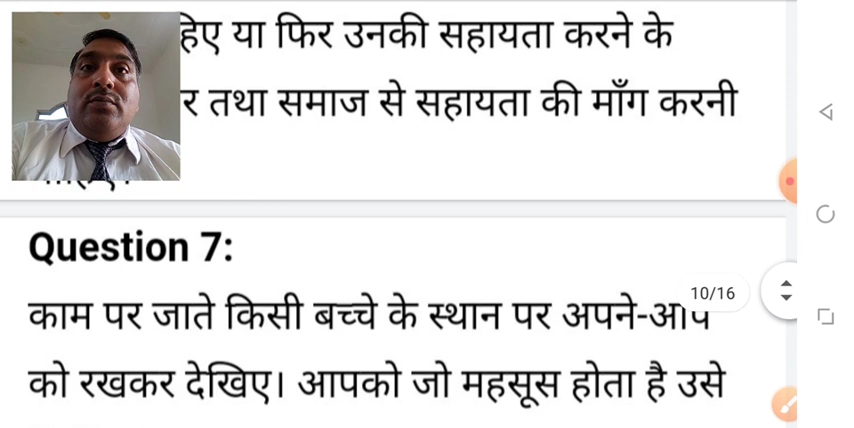 हिए या फिर उनकी सहायता करने के
र तथा समाज से सहायता की माँग करनी
Question 7:
काम पर जाते किसी बच्चे के स्थान पर अपने-आप
10/16
को रखकर देखिए। आपको जो महसूस होता है उसे